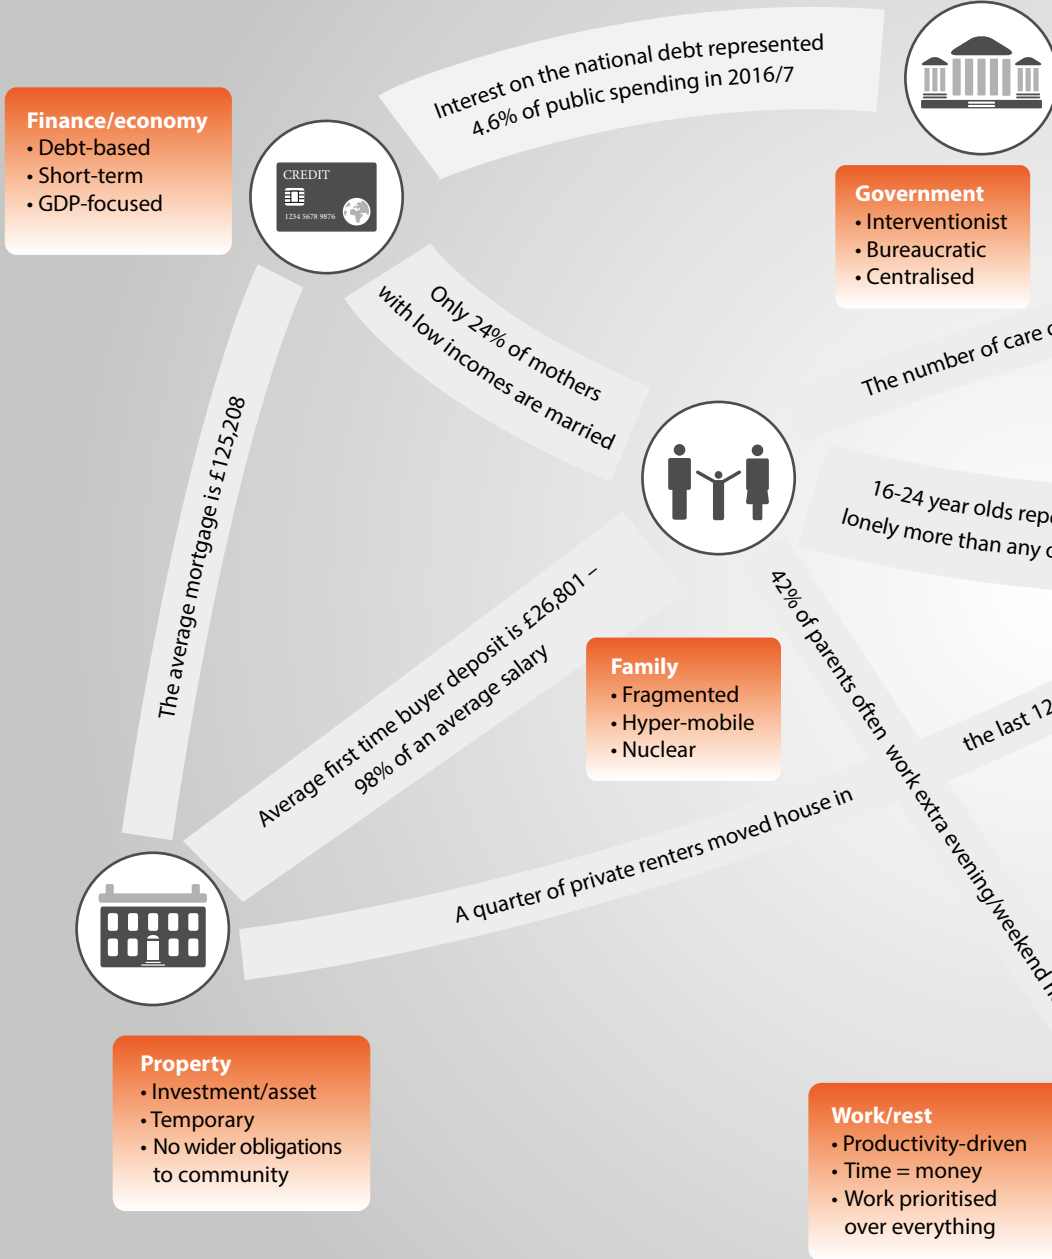 Interest on the national debt represented
4.6% of public spending in 2016/7
Finance/economy
• Debt-based
• Short-term
• GDP-focused
CREDIT
1234 5678 9876
Government
• Interventionist
• Bureaucratic
• Centralised
Only 24% of mothers
with low incomes are married
The number of care
The average mortgage is £125,208
16-24 year olds
lonely more than any
Average first time buyer deposit is £26,801 –
98% of an average salary
42% of parents often work extra evening/weekend
Family
• Fragmented
• Hyper-mobile
• Nuclear
A quarter of private renters moved house in
the last 12
Property
• Investment/asset
• Temporary
• No wider obligations
to community
Work/rest
• Productivity-driven
• Time = money
• Work prioritised
over everything